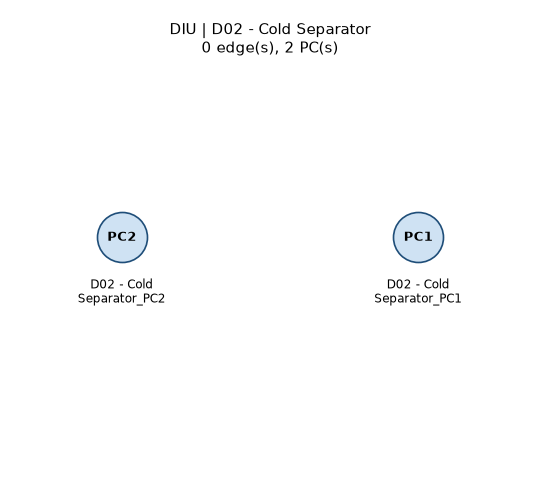 DIU | D02 - Cold Separator
0 edge(s), 2 PC(s)
PC2
PC1
D02 - Cold
Separator_PC2
D02 - Cold
Separator_PC1